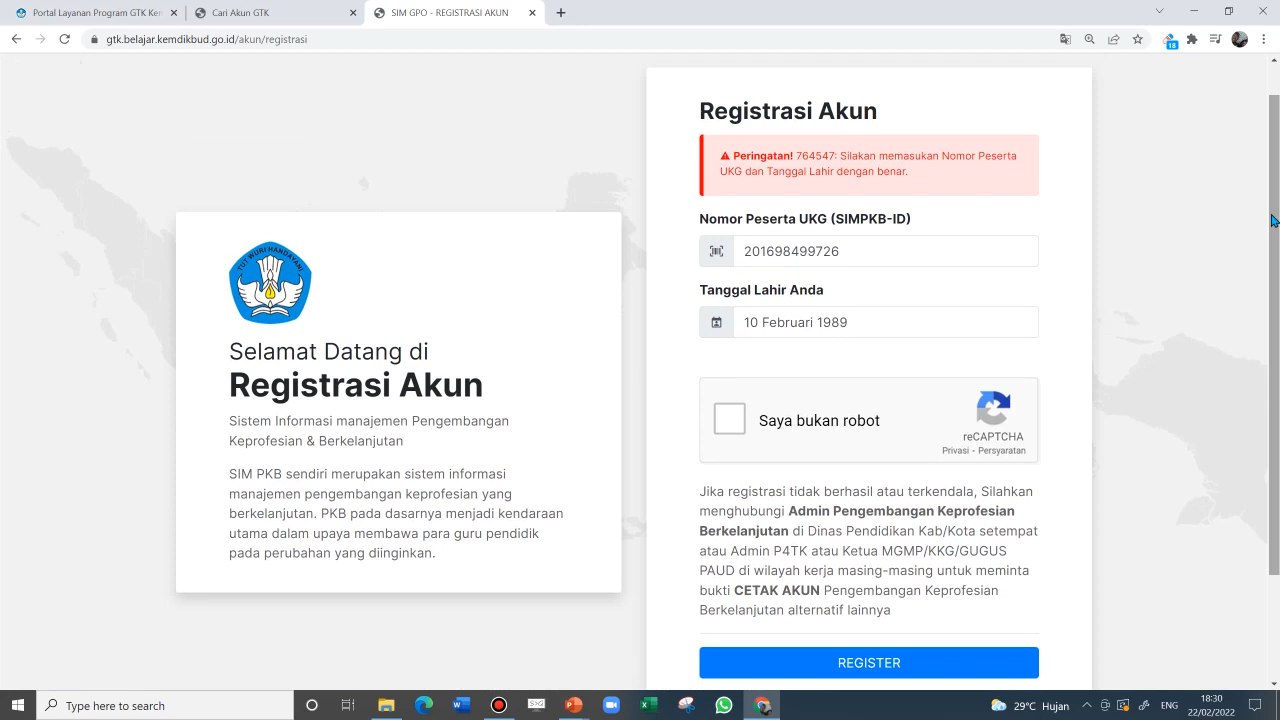 Portal Layanan Program GTK Ker
Cari Akun GTK
SIM GPO - REGISTRASI AKUN
gtk.belajar.kemdikbud.go.id/akun/registrasi
18
TUT WURI HANDAYANI
Selamat Datang di
Registrasi Akun
Sistem Informasi manajemen Pengembangan
Keprofesian & Berkelanjutan
SIM PKB sendiri merupakan sistem informasi
manajemen pengembangan keprofesian yang
berkelanjutan. PKB pada dasarnya menjadi kendaraan
utama dalam upaya membawa para guru pendidik
pada perubahan yang diinginkan.
Registrasi Akun
Peringatan! 764547: Silakan memasukan Nomor Peserta
UKG dan Tanggal Lahir dengan benar.
Nomor Peserta UKG (SIMPKB-ID)
201698499726
Tanggal Lahir Anda
10 Februari 1989
Saya bukan robot
reCAPTCHA
Privasi - Persyaratan
Jika registrasi tidak berhasil atau terkendala, Silahkan
menghubungi Admin Pengembangan Keprofesian
Berkelanjutan di Dinas Pendidikan Kab/Kota setempat
atau Admin P4TK atau Ketua MGMP/KKG/GUGUS
PAUD di wilayah kerja masing-masing untuk meminta
bukti CETAK AKUN Pengembangan Keprofesian
Berkelanjutan alternatif lainnya
REGISTER
Type here to search
29°C Hujan
ENG
18:30
22/02/2022